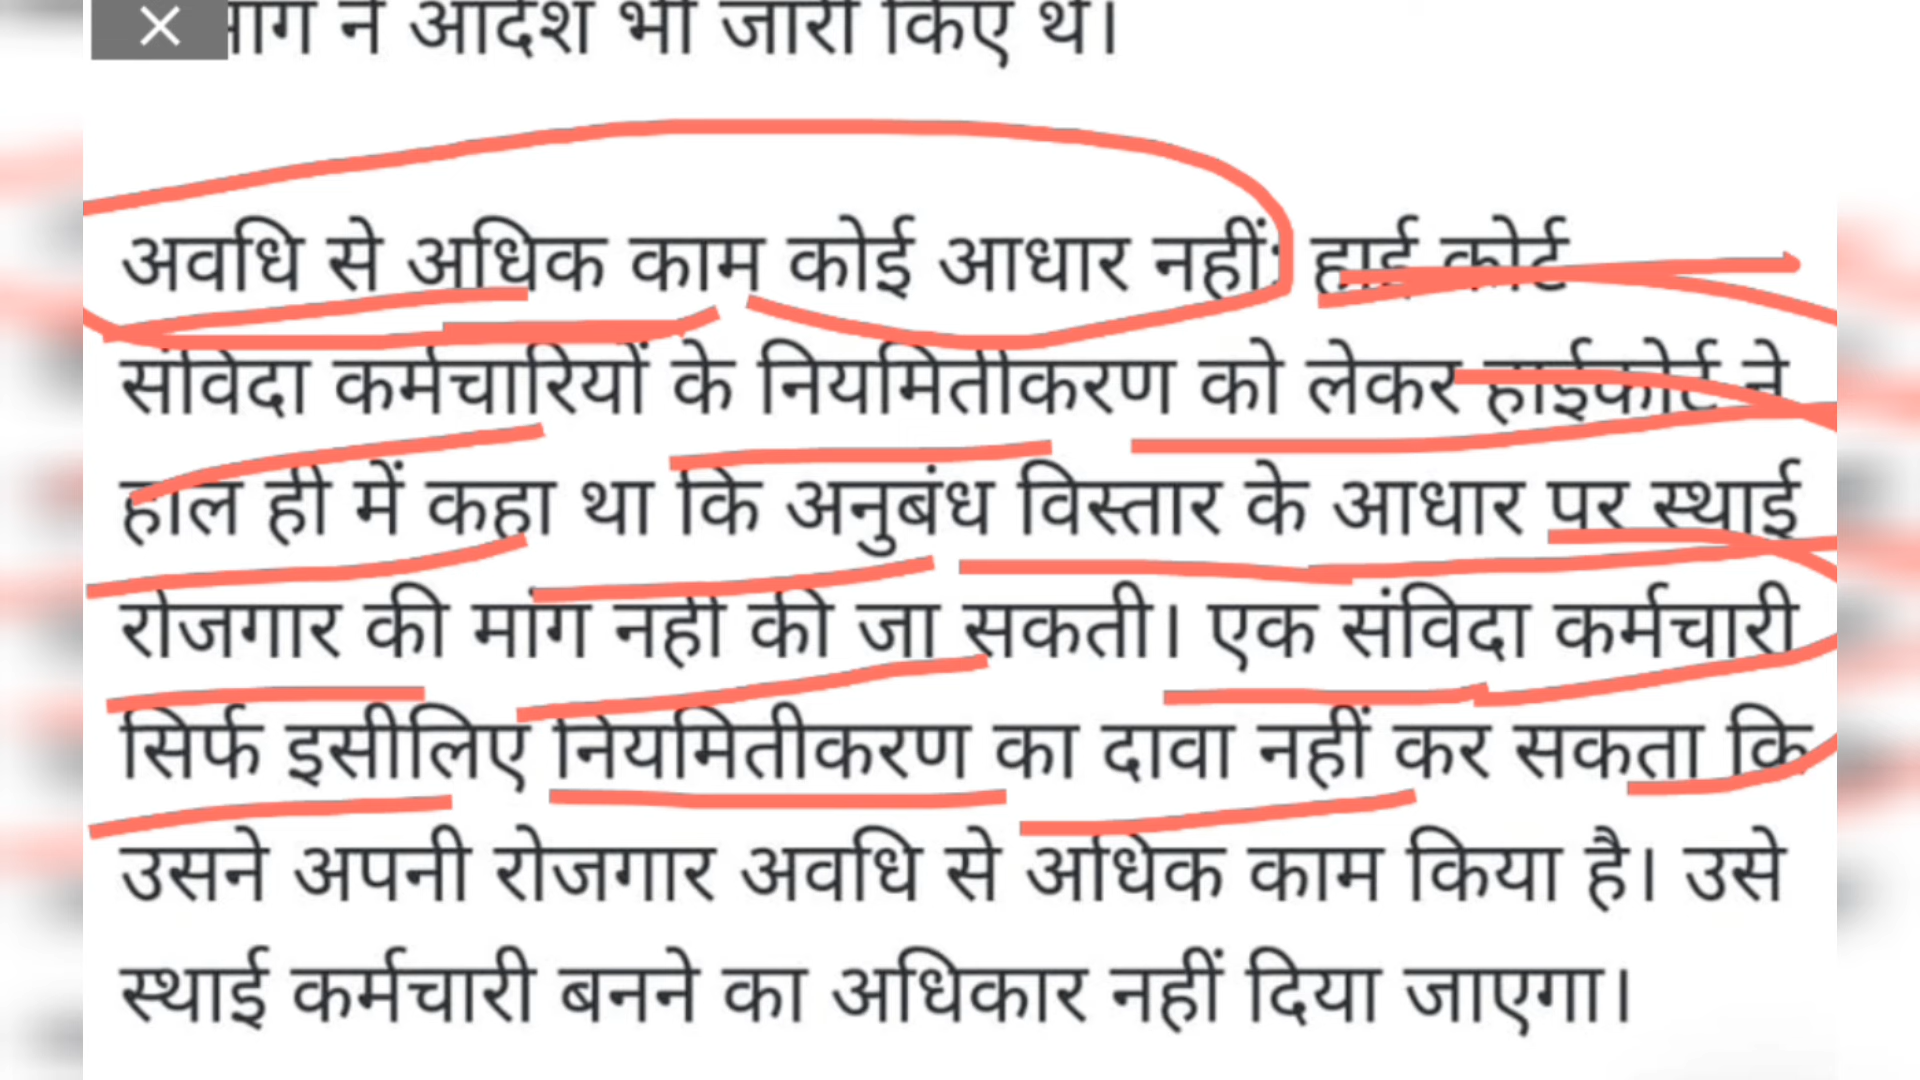 ने आदेश भी जारी किए थे।
अवधि से अधिक काम कोई आधार नहीं: हाई कोर्ट
संविदा कर्मचारियों के नियमितीकरण को लेकर हाईकोर्ट ने
हाल ही में कहा था कि अनुबंध विस्तार के आधार पर स्थाई
रोजगार की मांग नहीं की जा सकती। एक संविदा कर्मचारी
सिर्फ इसीलिए नियमितीकरण का दावा नहीं कर सकता कि
उसने अपनी रोजगार अवधि से अधिक काम किया है। उसे
स्थाई कर्मचारी बनने का अधिकार नहीं दिया जाएगा।